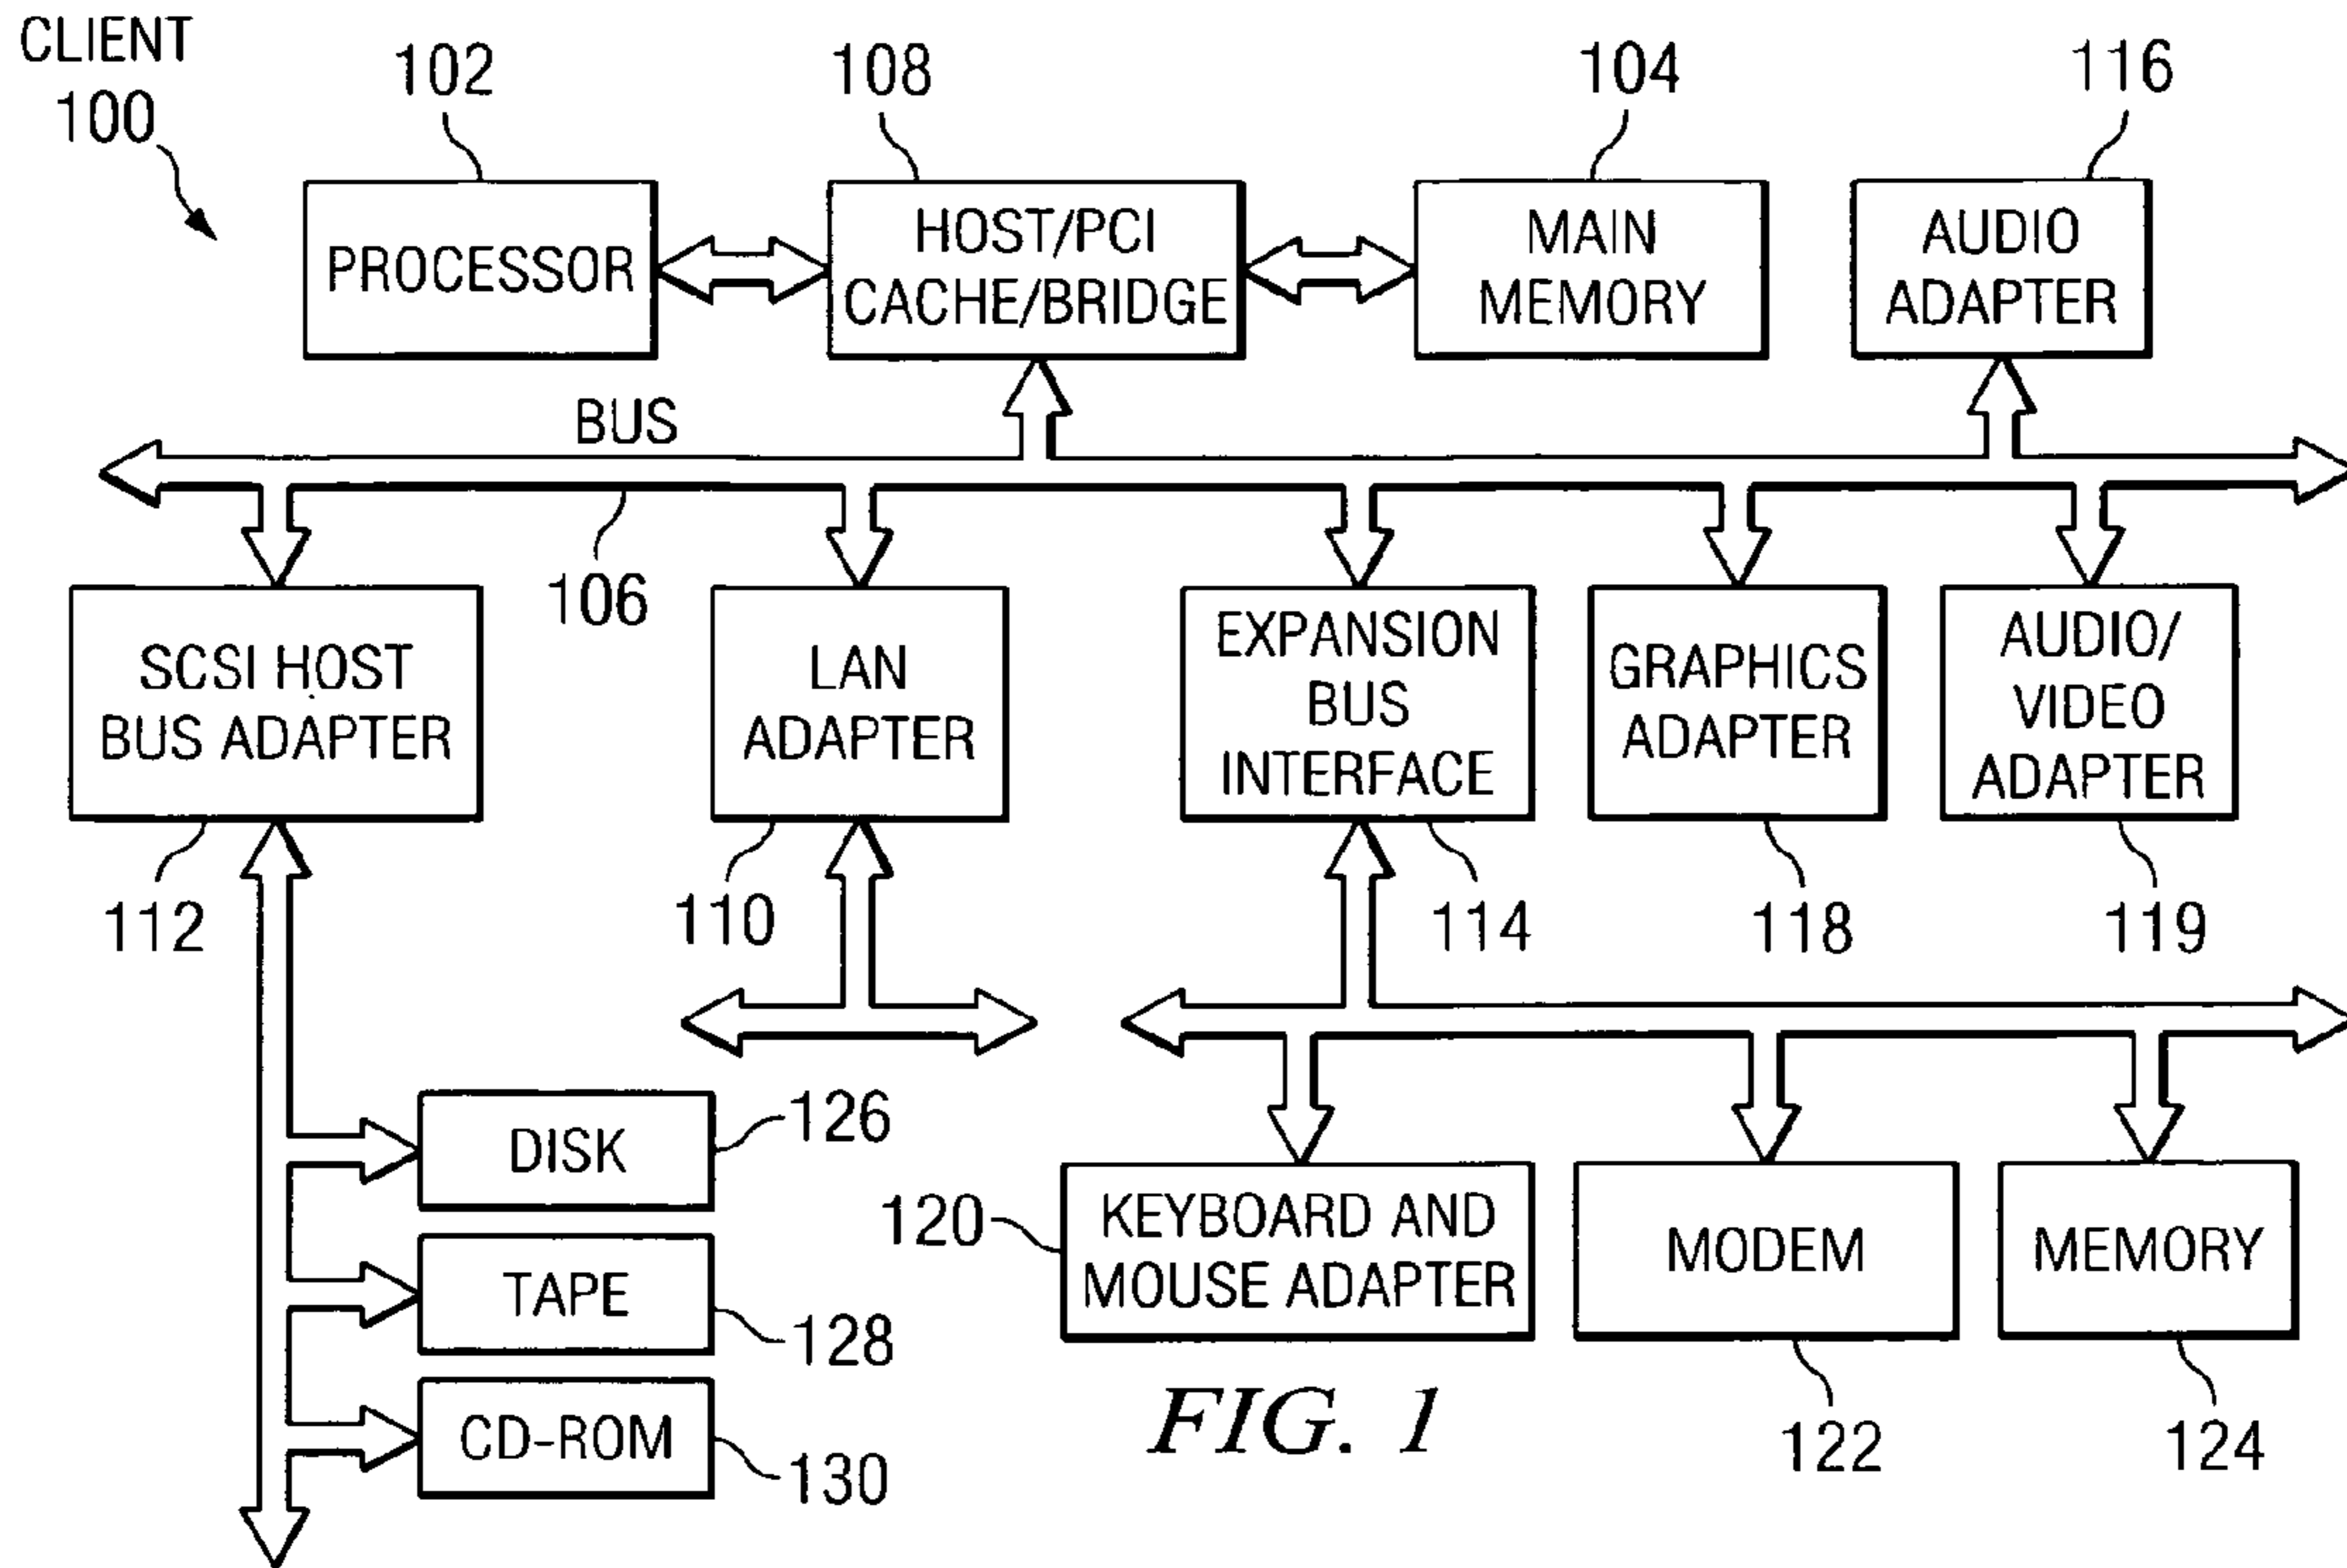 CLIENT
100
102
108
104
116
PROCESSOR
HOST/PCI
CACHE/BRIDGE
MAIN
MEMORY
AUDIO
ADAPTER
BUS
106
SCSI HOST
BUS ADAPTER
LAN
ADAPTER
EXPANSION
BUS
INTERFACE
GRAPHICS
ADAPTER
AUDIO/
VIDEO
ADAPTER
112
110
114
118
119
DISK
126
TAPE
128
CD-ROM
130
120
KEYBOARD AND
MOUSE ADAPTER
MODEM
MEMORY
122
124
FIG. 1